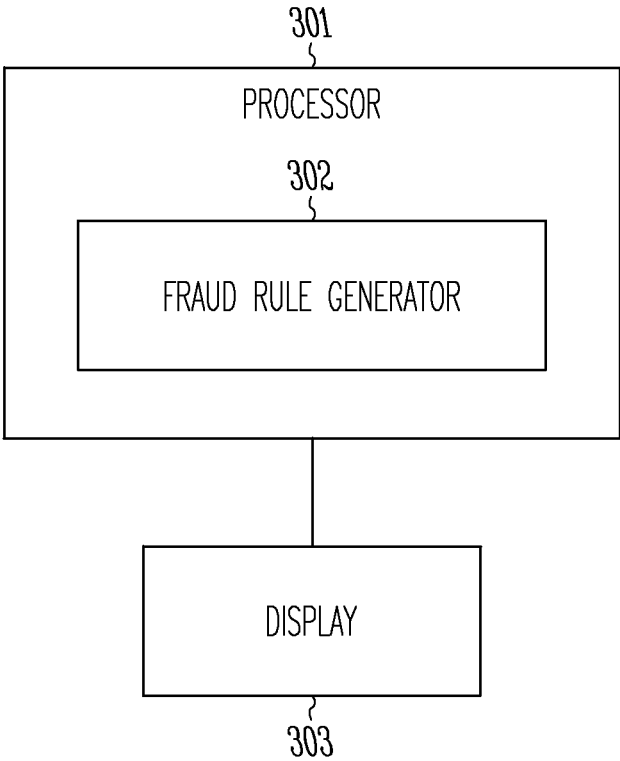 301
PROCESSOR
302
FRAUD RULE GENERATOR
DISPLAY
303